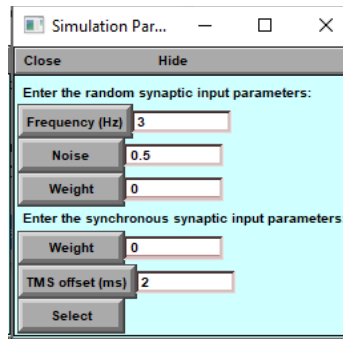 Simulation Par...
Close Hide
Enter the random synaptic input parameters:
Frequency (Hz) 3
Noise 0.5
Weight 0
Enter the synchronous synaptic input parameters:
Weight 0
TMS offset (ms) 2
Select